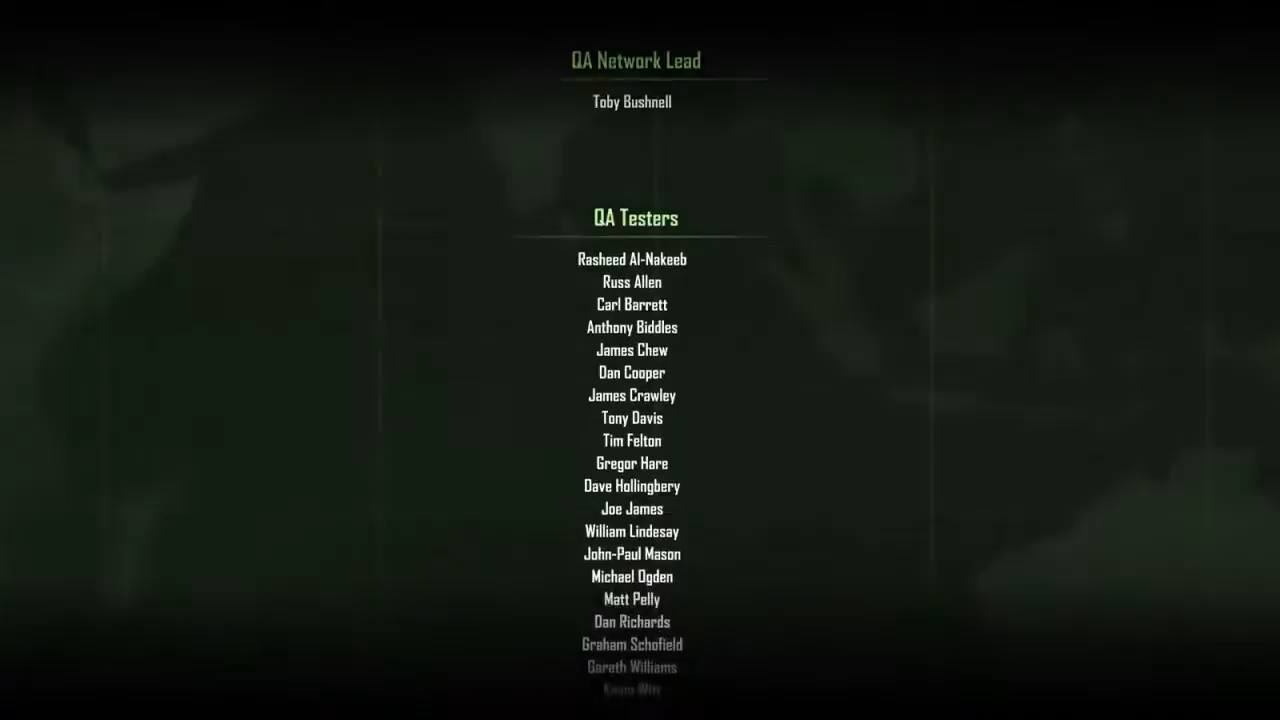 QA Network Lead
Toby Bushnell
QA Testers
Rasheed Al-Nakeeb
Russ Allen
Carl Barrett
Anthony Biddles
James Chew
Dan Cooper
James Crawley
Tony Davis
Tim Felton
Gregor Hare
Dave Hollingbery
Joe James
William Lindesay
John-Paul Mason
Michael Ogden
Matt Pelly
Dan Richards
Graham Schofield
Gareth Williams